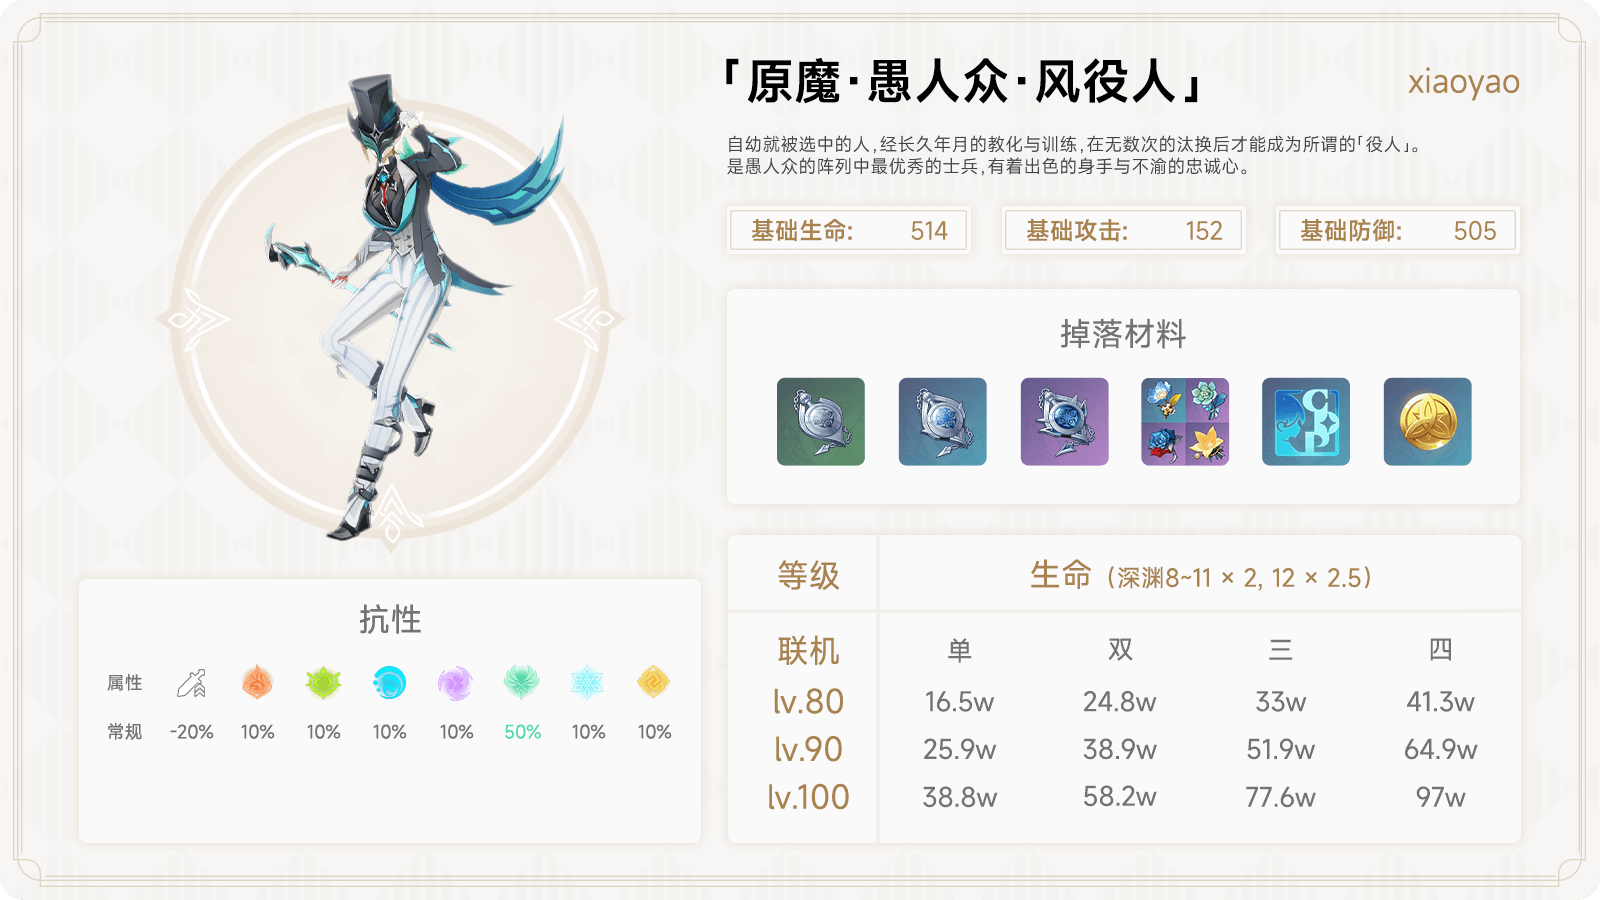 「原魔·愚人众·风役人」
xiaoyao
自幼就被选中的人,经长久年月的教化与训练,在无数次的汰换后才能成为所谓的「役人」。
是愚人众的阵列中最优秀的士兵,有着出色的身手与不渝的忠诚心。
基础生命: 514
基础攻击: 152
基础防御: 505
掉落材料
抗性
属性
常规 -20% 10% 10% 10% 10% 50% 10% 10%
等级 生命（深渊8~11 × 2, 12 × 2.5）
联机 单 双 三 四
lv.80 16.5w 24.8w 33w 41.3w
lv.90 25.9w 38.9w 51.9w 64.9w
lv.100 38.8w 58.2w 77.6w 97w